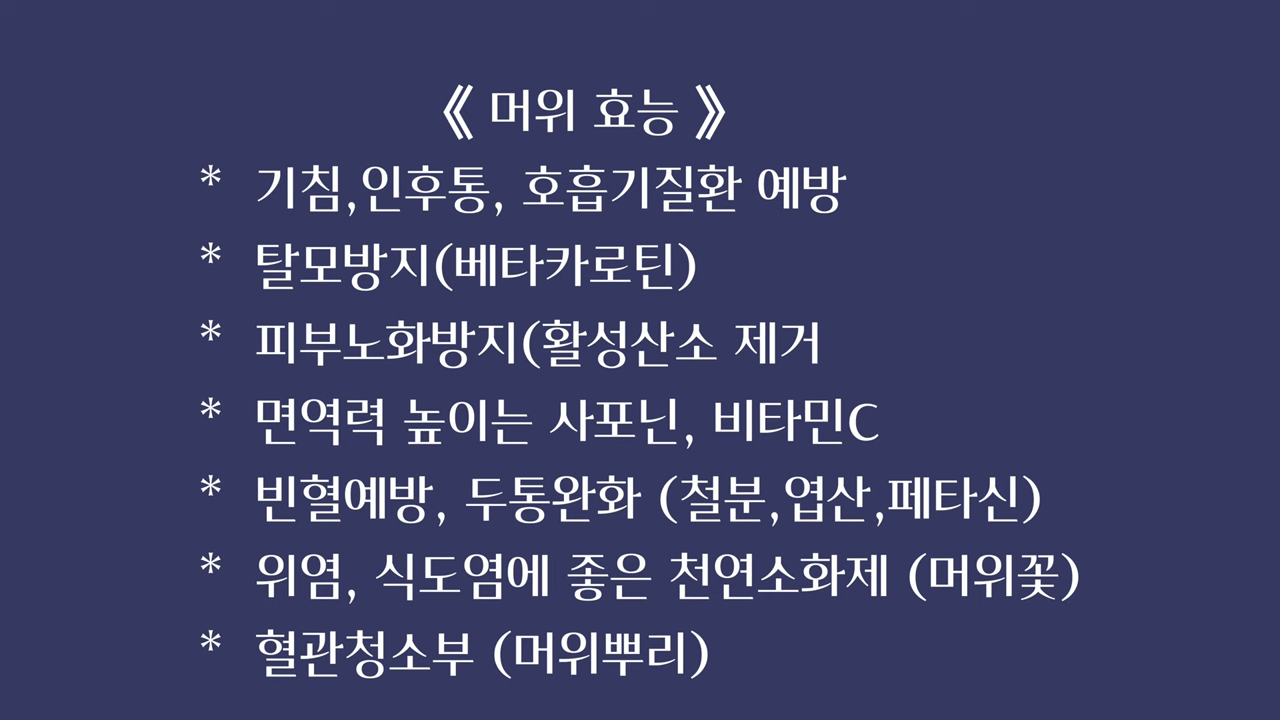 《 머위 효능 》
* 기침,인후통, 호흡기질환 예방
* 탈모방지(베타카로틴)
* 피부노화방지(활성산소 제거
* 면역력 높이는 사포닌, 비타민C
* 빈혈예방, 두통완화 (철분,엽산,페타신)
* 위염, 식도염에 좋은 천연소화제 (머위꽃)
* 혈관청소부 (머위뿌리)